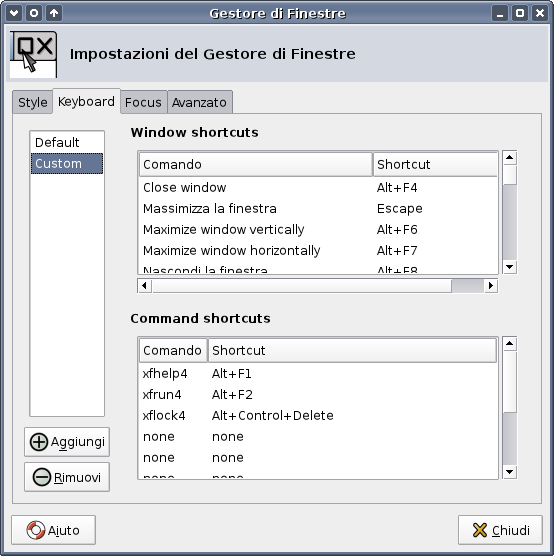 Gestore di Finestre
Impostazioni del Gestore di Finestre
Style Keyboard Focus Avanzato
Default
Custom
Window shortcuts
Comando Shortcut
Close window Alt+F4
Massimizza la finestra Escape
Maximize window vertically Alt+F6
Maximize window horizontally Alt+F7
Nascondi la finestra Alt+F8
Command shortcuts
Comando Shortcut
xfhelp4 Alt+F1
xfrun4 Alt+F2
xflock4 Alt+Control+Delete
none none
none none
none none
Aggiungi
Rimuovi
Aiuto
Chiudi